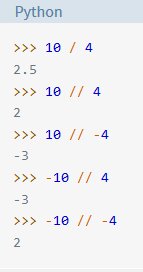 Python
>>> 10 / 4
2.5
>>> 10 // 4
2
>>> 10 // -4
-3
>>> -10 // 4
-3
>>> -10 // -4
2